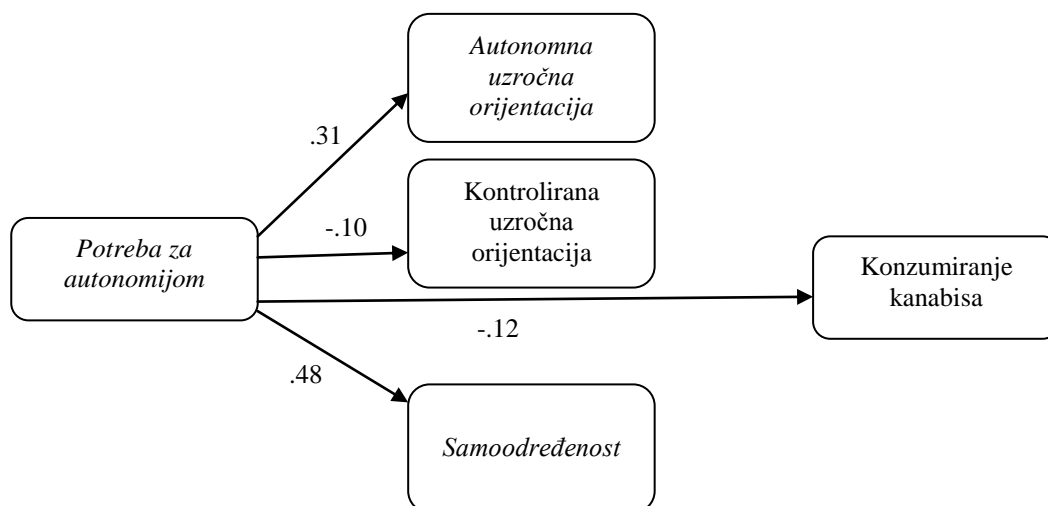 Autonomna
uzročna
orijentacija
.31
Kontrolirana
uzročna
orijentacija
-.10
Potreba za
autonomijom
Konzumiranje
kanabisa
-.12
.48
Samoodređenost